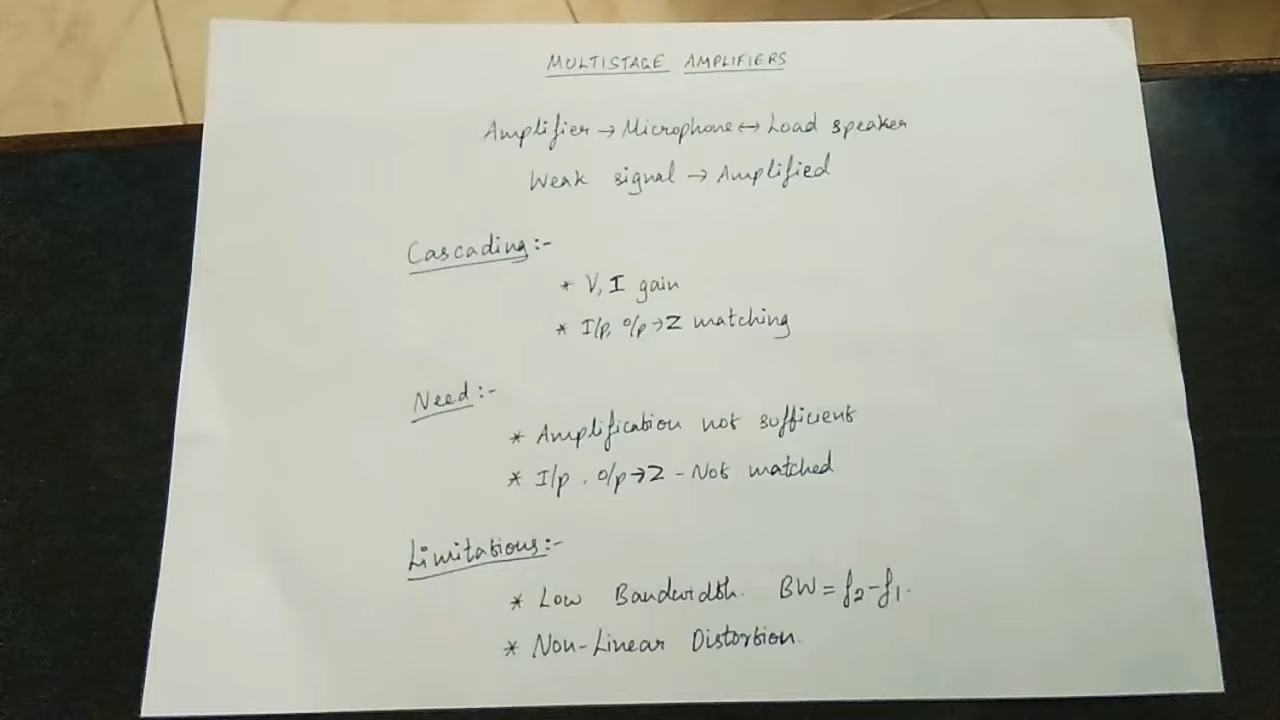 MULTISTAGE AMPLIFIERS
Amplifier → Microphone ↔ Load speaker
Weak signal → Amplified
Cascading:-
* V, I gain
* I/p, o/p → Z matching
Need:-
* Amplification not sufficient
* I/p . o/p → Z - Not matched
Limitations:-
* Low Bandwidth. BW = f2 - f1.
* Non-Linear Distortion.